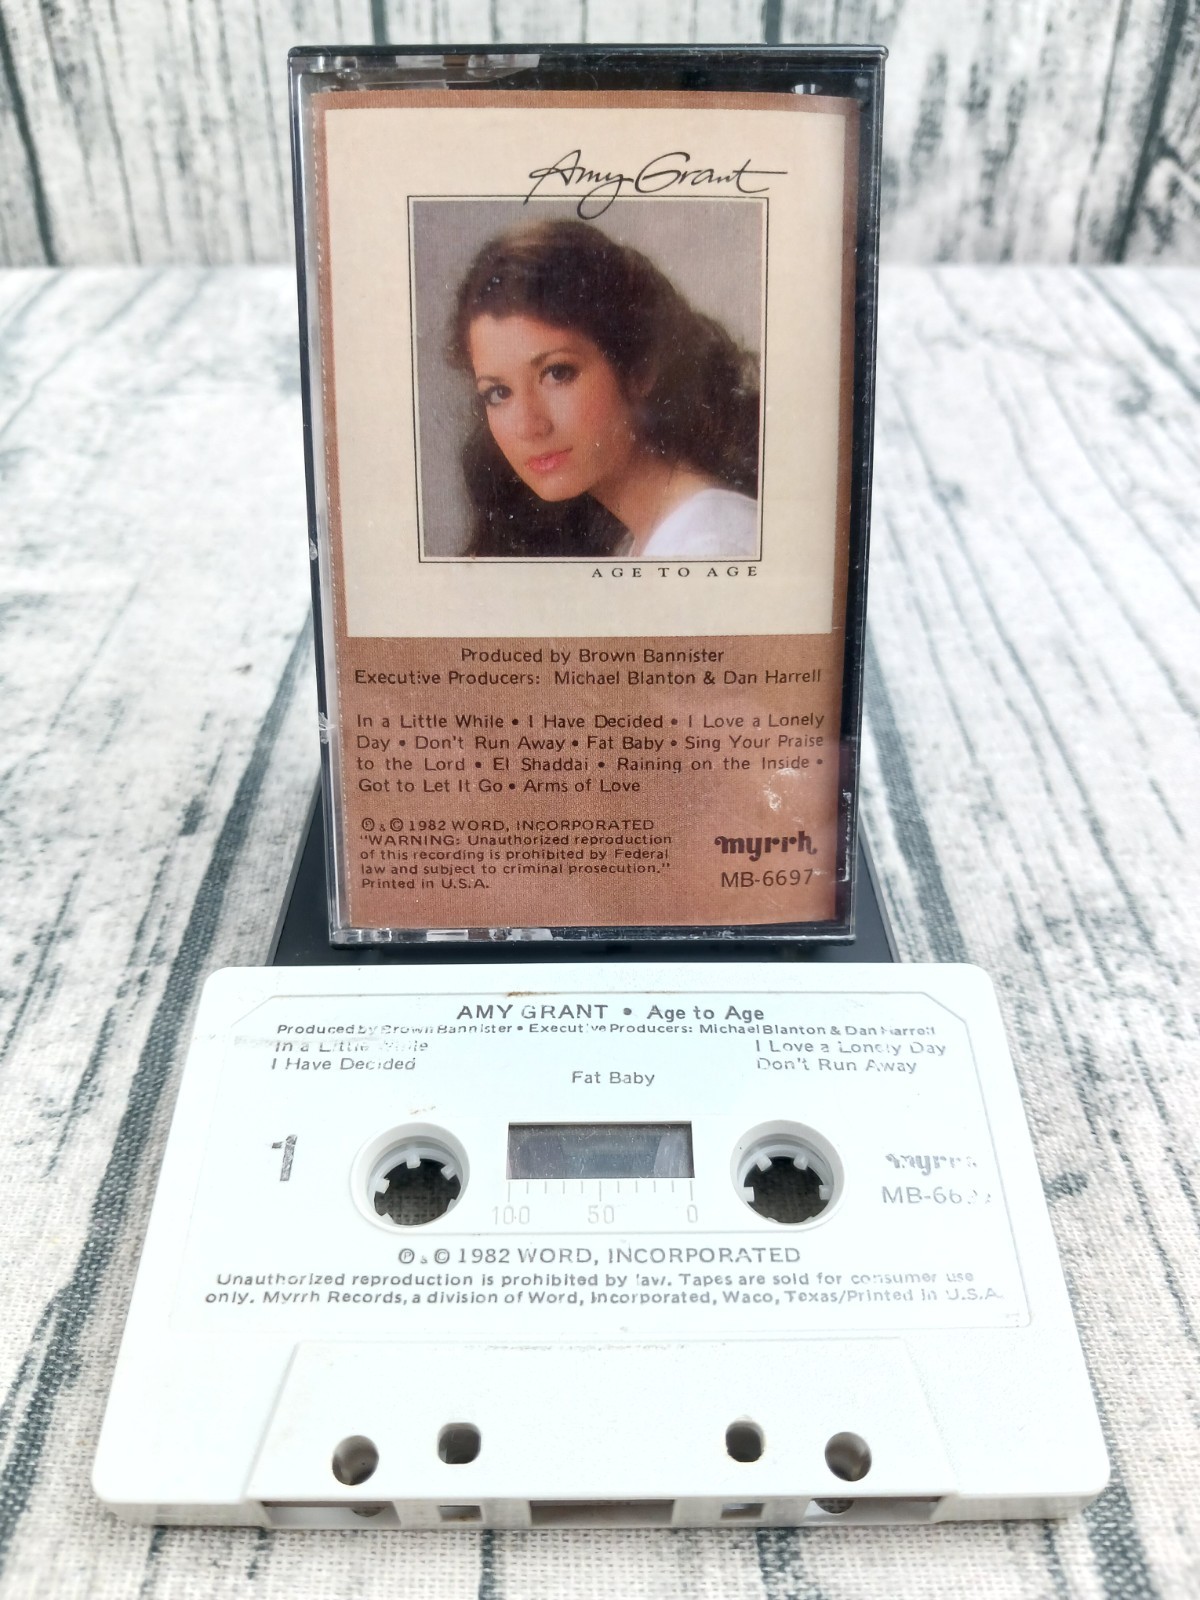 Amy Grant
AGE TO AGE
Produced by Brown Bannister
Executive Producers: Michael Blanton & Dan Harrell
In a Little While • I Have Decided • I Love a Lonely
Day • Don't Run Away • Fat Baby • Sing Your Praise
to the Lord • El Shaddai • Raining on the Inside •
Got to Let It Go • Arms of Love
Ⓟ & © 1982 WORD, INCORPORATED
"WARNING: Unauthorized reproduction
of this recording is prohibited by Federal
law and subject to criminal prosecution."
Printed in U.S.A.
myrrh
MB-6697
AMY GRANT • Age to Age
Produced by Brown Bannister • Executive Producers: Michael Blanton & Dan Harrell
In a Little While
I Have Decided
I Love a Lonely Day
Don't Run Away
Fat Baby
1
myrrh
100 50 0
Ⓟ & © 1982 WORD, INCORPORATED
Unauthorized reproduction is prohibited by law. Tapes are sold for consumer use
only. Myrrh Records, a division of Word, Incorporated, Waco, Texas/Printed in U.S.A.